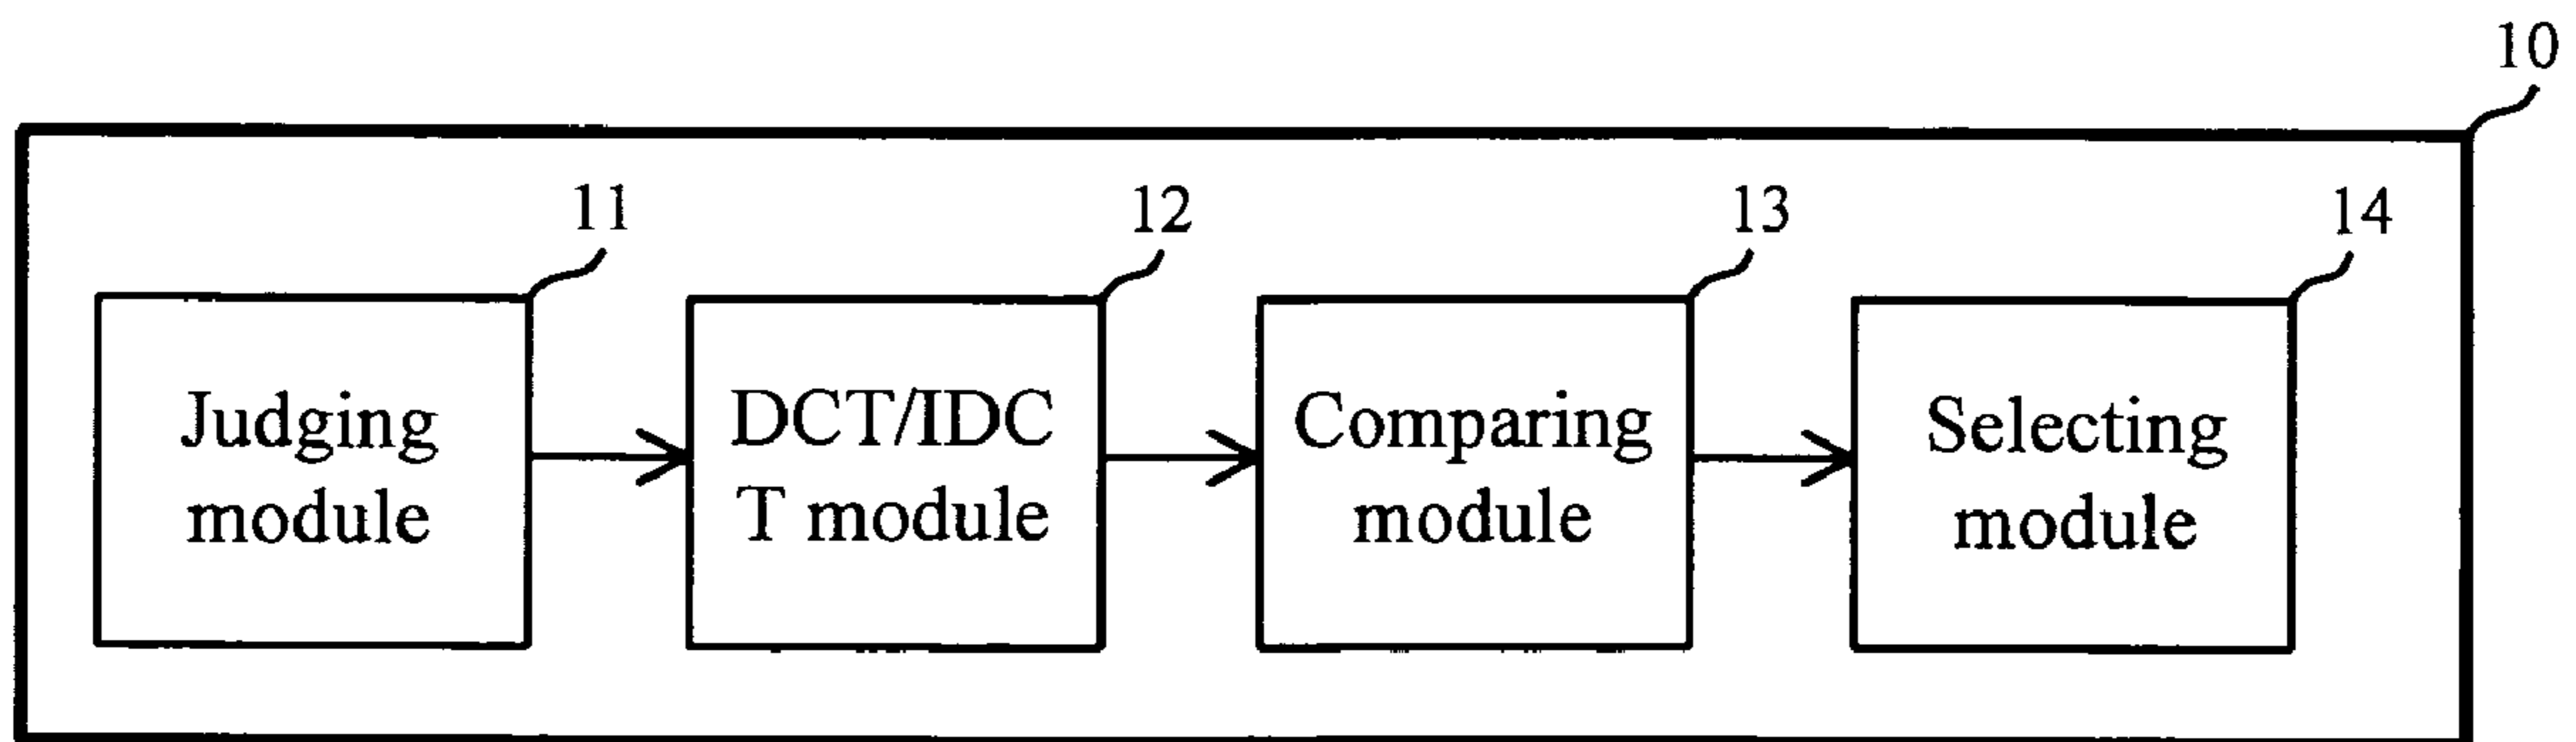 10
11
12
13
14
Judging
module
DCT/IDC
T module
Comparing
module
Selecting
module